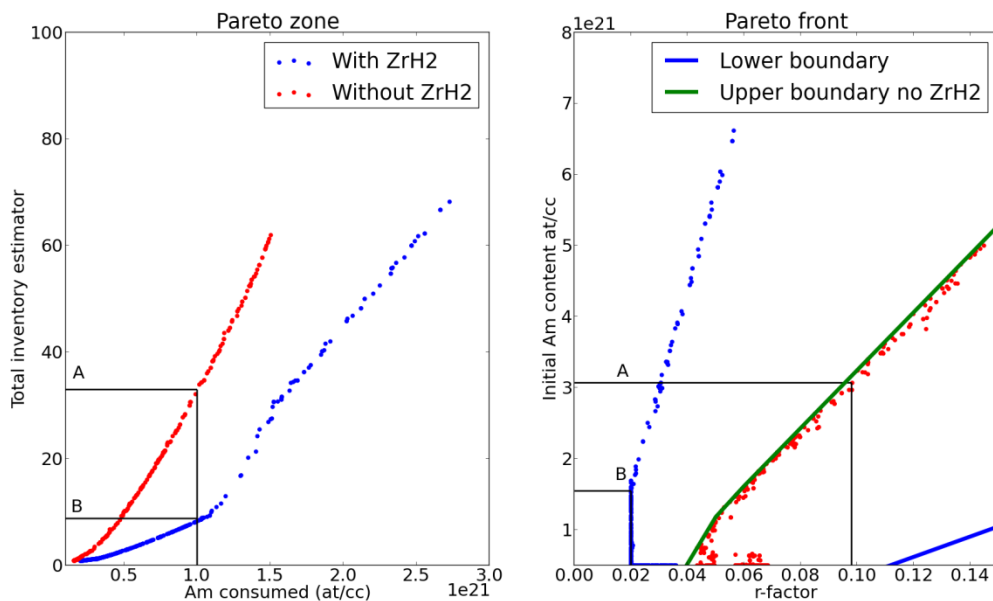 Pareto zone
100
80
60
40
20
0
Total inventory estimator
With ZrH2
Without ZrH2
A
B
0.5
1.0
1.5
2.0
2.5
3.0
1e21
Am consumed (at/cc)
Pareto front
1e21
8
7
6
5
4
3
2
1
Initial Am content at/cc
Lower boundary
Upper boundary no ZrH2
A
B
0.00
0.02
0.04
0.06
0.08
0.10
0.12
0.14
r-factor